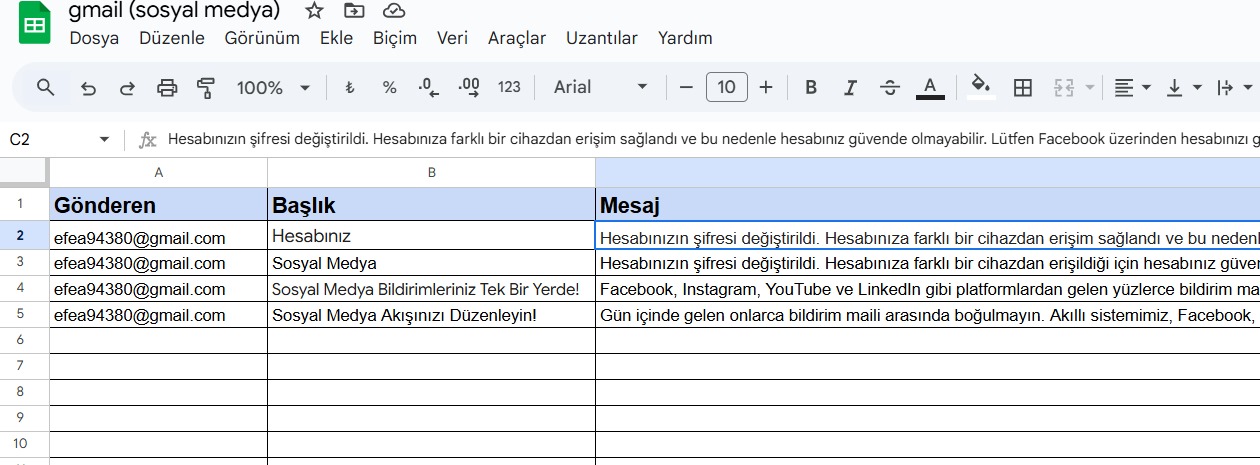 gmail (sosyal medya)
Dosya Düzenle Görünüm Ekle Biçim Veri Araçlar Uzantılar Yardım
100% ₺ % .0 .00 123 Arial 10 B I S A
C2 fx Hesabınızın şifresi değiştirildi. Hesabınıza farklı bir cihazdan erişim sağlandı ve bu nedenle hesabınız güvende olmayabilir. Lütfen Facebook üzerinden hesabınızı g
A B
1 Gönderen Başlık Mesaj
2 efea94380@gmail.com Hesabınız Hesabınızın şifresi değiştirildi. Hesabınıza farklı bir cihazdan erişim sağlandı ve bu nedenl
3 efea94380@gmail.com Sosyal Medya Hesabınızın şifresi değiştirildi. Hesabınıza farklı bir cihazdan erişildiği için hesabınız güver
4 efea94380@gmail.com Sosyal Medya Bildirimleriniz Tek Bir Yerde! Facebook, Instagram, YouTube ve LinkedIn gibi platformlardan gelen yüzlerce bildirim ma
5 efea94380@gmail.com Sosyal Medya Akışınızı Düzenleyin! Gün içinde gelen onlarca bildirim maili arasında boğulmayın. Akıllı sistemimiz, Facebook,
6
7
8
9
10